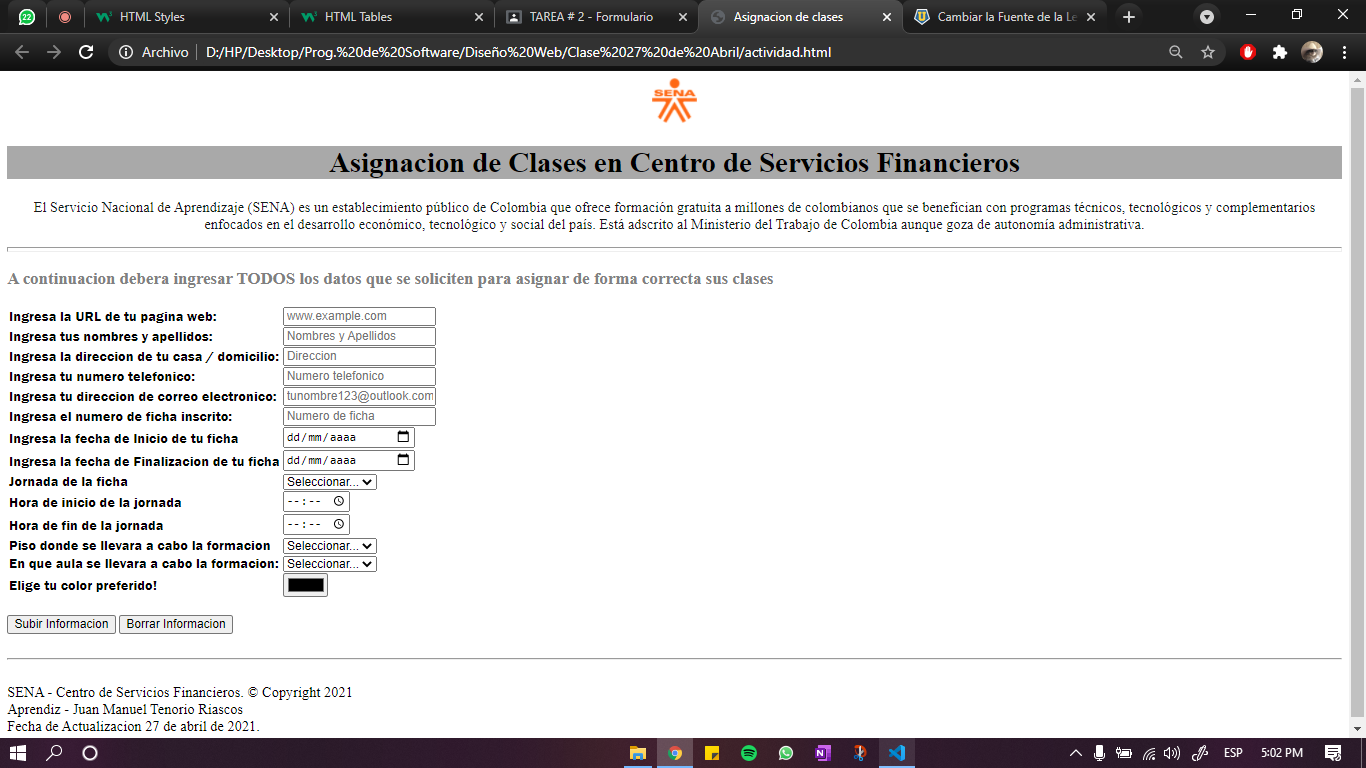 22
HTML Styles
HTML Tables
TAREA # 2 - Formulario
Asignacion de clases
Cambiar la Fuente de la Le
Archivo
D:/HP/Desktop/Prog.%20de%20Software/Diseño%20Web/Clase%2027%20de%20Abril/actividad.html
SENA
Asignacion de Clases en Centro de Servicios Financieros
El Servicio Nacional de Aprendizaje (SENA) es un establecimiento público de Colombia que ofrece formación gratuita a millones de colombianos que se benefician con programas técnicos, tecnológicos y complementarios
enfocados en el desarrollo económico, tecnológico y social del país. Está adscrito al Ministerio del Trabajo de Colombia aunque goza de autonomía administrativa.
A continuacion debera ingresar TODOS los datos que se soliciten para asignar de forma correcta sus clases
Ingresa la URL de tu pagina web: www.example.com
Ingresa tus nombres y apellidos: Nombres y Apellidos
Ingresa la direccion de tu casa / domicilio: Direccion
Ingresa tu numero telefonico: Numero telefonico
Ingresa tu direccion de correo electronico: tunombre123@outlook.com
Ingresa el numero de ficha inscrito: Numero de ficha
Ingresa la fecha de Inicio de tu ficha dd/mm/aaaa
Ingresa la fecha de Finalizacion de tu ficha dd/mm/aaaa
Jornada de la ficha Seleccionar...
Hora de inicio de la jornada --:--
Hora de fin de la jornada --:--
Piso donde se llevara a cabo la formacion Seleccionar...
En que aula se llevara a cabo la formacion: Seleccionar...
Elige tu color preferido!
Subir Informacion Borrar Informacion
SENA - Centro de Servicios Financieros. © Copyright 2021
Aprendiz - Juan Manuel Tenorio Riascos
Fecha de Actualizacion 27 de abril de 2021.
ESP 5:02 PM